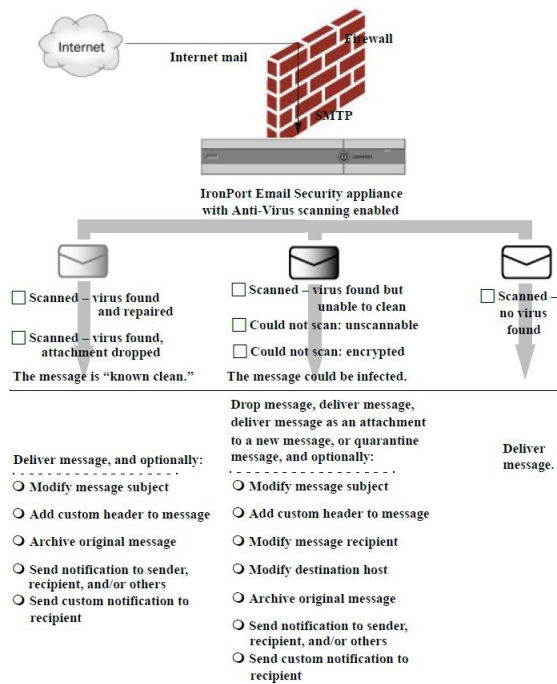 Internet
Internet mail
Firewall
SMTP
IronPort Email Security appliance
with Anti-Virus scanning enabled
Scanned – virus found
and repaired
Scanned – virus found,
attachment dropped
The message is “known clean.”
Scanned – virus found but
unable to clean
Could not scan: unscannable
Could not scan: encrypted
The message could be infected.
Scanned –
no virus
found
Deliver message, and optionally:
Modify message subject
Add custom header to message
Archive original message
Send notification to sender,
recipient, and/or others
Send custom notification to
recipient
Drop message, deliver message,
deliver message as an attachment
to a new message, or quarantine
message, and optionally:
Modify message subject
Add custom header to message
Modify message recipient
Modify destination host
Archive original message
Send notification to sender,
recipient, and/or others
Send custom notification to
recipient
Deliver
message.